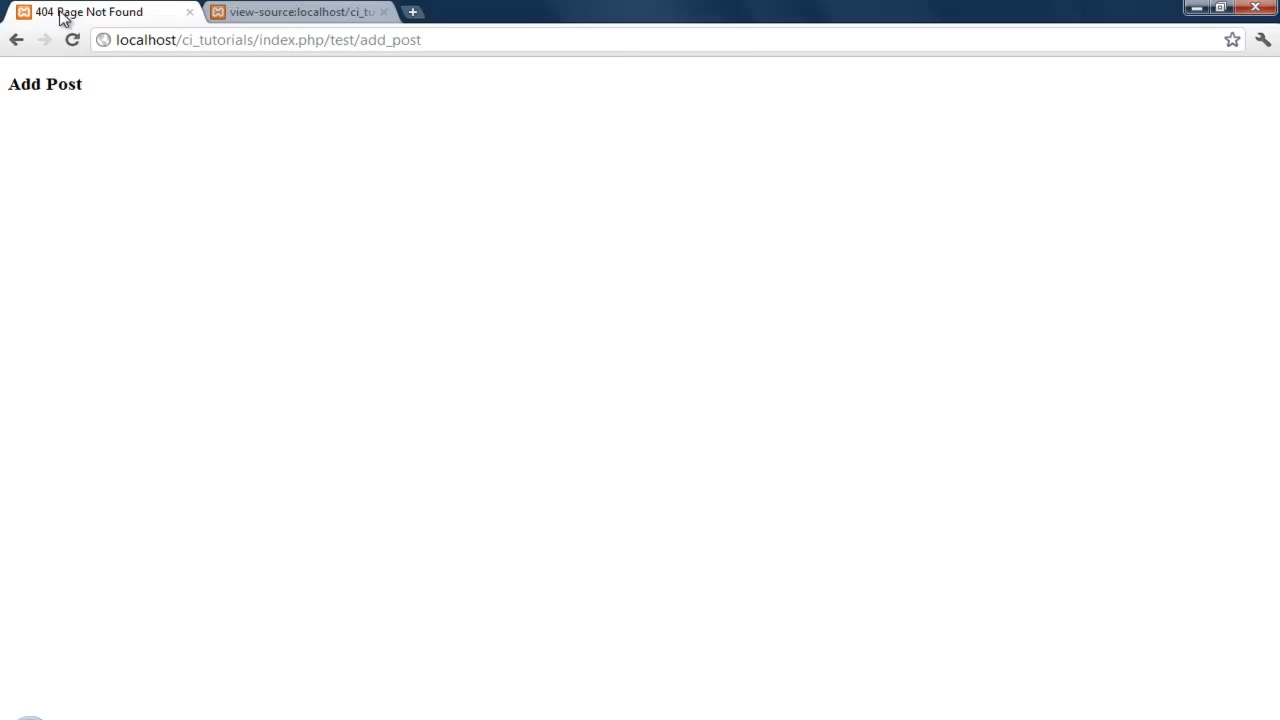 404 Page Not Found
view-source:localhost/ci_tu
localhost/ci_tutorials/index.php/test/add_post
Add Post